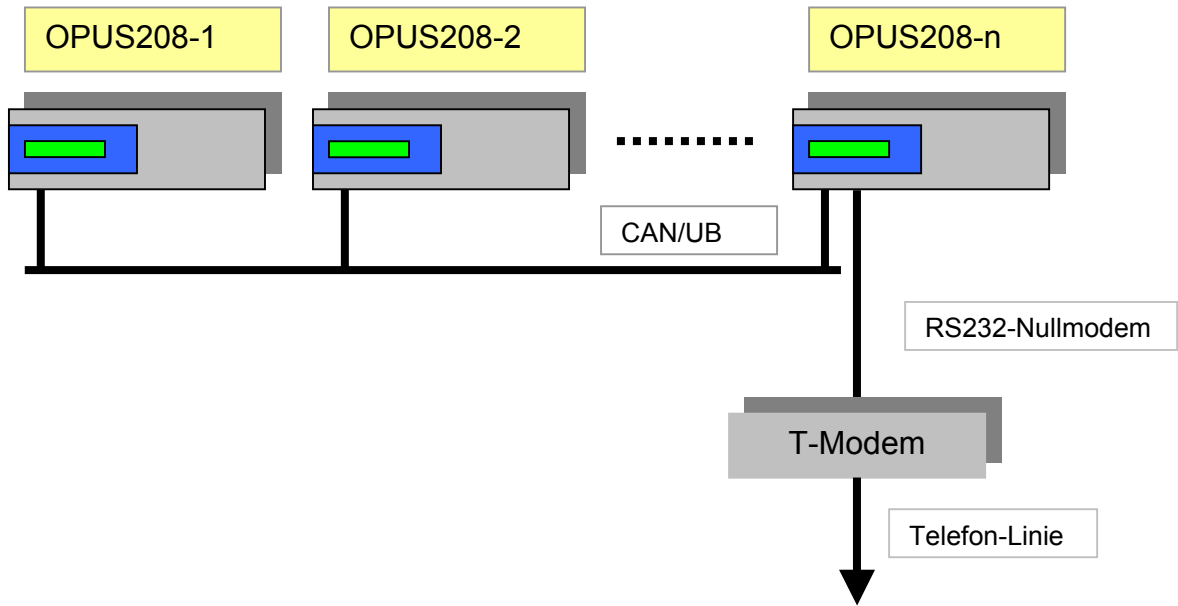 OPUS208-1
OPUS208-2
OPUS208-n
CAN/UB
RS232-Nullmodem
T-Modem
Telefon-Linie